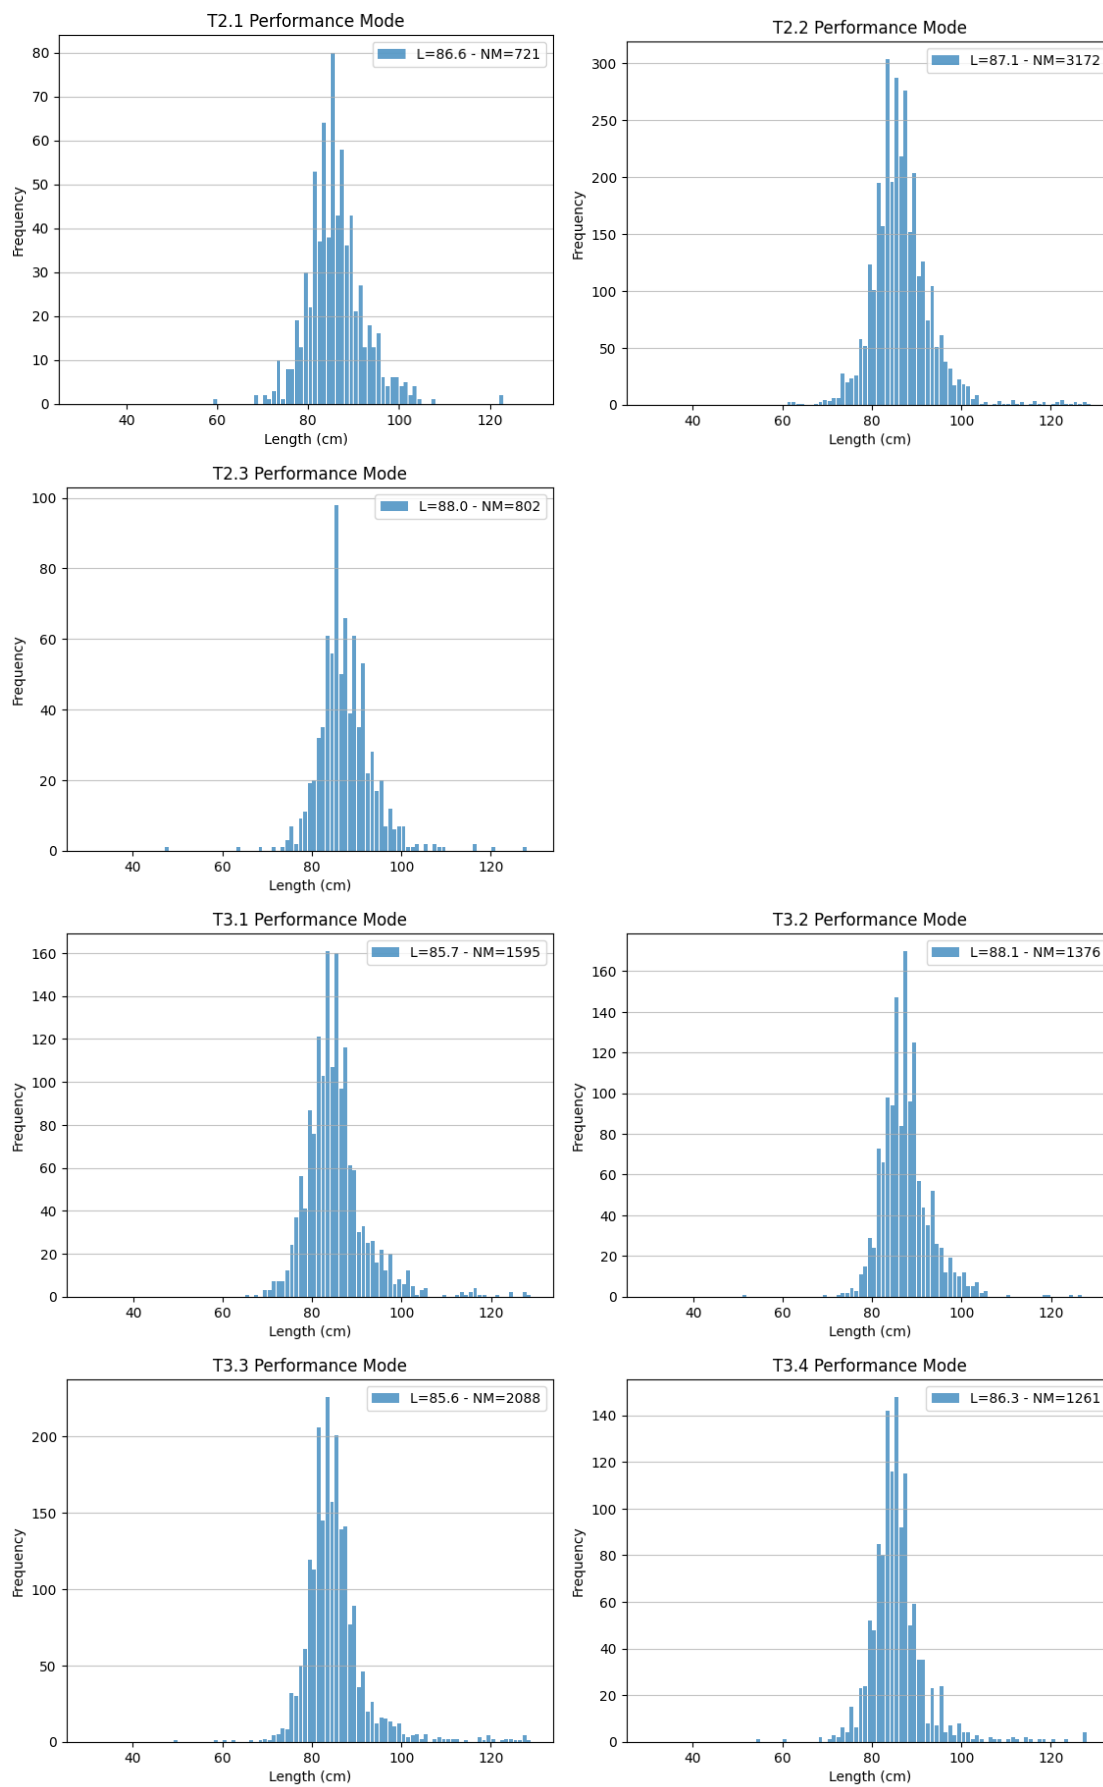 T2.1 Performance Mode
L=86.6 - NM=721
Frequency
80
70
60
50
40
30
20
10
0
40 60 80 100 120
Length (cm)
T2.2 Performance Mode
L=87.1 - NM=3172
Frequency
300
250
200
150
100
50
0
40 60 80 100 120
Length (cm)
T2.3 Performance Mode
L=88.0 - NM=802
Frequency
100
80
60
40
20
0
40 60 80 100 120
Length (cm)
T3.1 Performance Mode
L=85.7 - NM=1595
Frequency
160
140
120
100
80
60
40
20
0
40 60 80 100 120
Length (cm)
T3.2 Performance Mode
L=88.1 - NM=1376
Frequency
160
140
120
100
80
60
40
20
0
40 60 80 100 120
Length (cm)
T3.3 Performance Mode
L=85.6 - NM=2088
Frequency
200
150
100
50
0
40 60 80 100 120
Length (cm)
T3.4 Performance Mode
L=86.3 - NM=1261
Frequency
140
120
100
80
60
40
20
0
40 60 80 100 120
Length (cm)